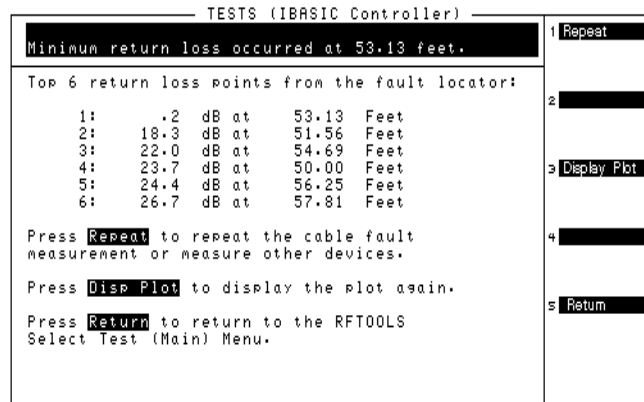 TESTS (IBASIC Controller)
Minimum return loss occurred at 53.13 feet.
Top 6 return loss points from the fault locator:
1: .2 dB at 53.13 Feet
2: 18.3 dB at 51.56 Feet
3: 22.0 dB at 54.69 Feet
4: 23.7 dB at 50.00 Feet
5: 24.4 dB at 56.25 Feet
6: 26.7 dB at 57.81 Feet
Press Repeat to repeat the cable fault
measurement or measure other devices.
Press Disp Plot to display the plot again.
Press Return to return to the RFTOOLS
Select Test (Main) Menu.
1 Repeat
2
3 Display Plot
4
5 Return